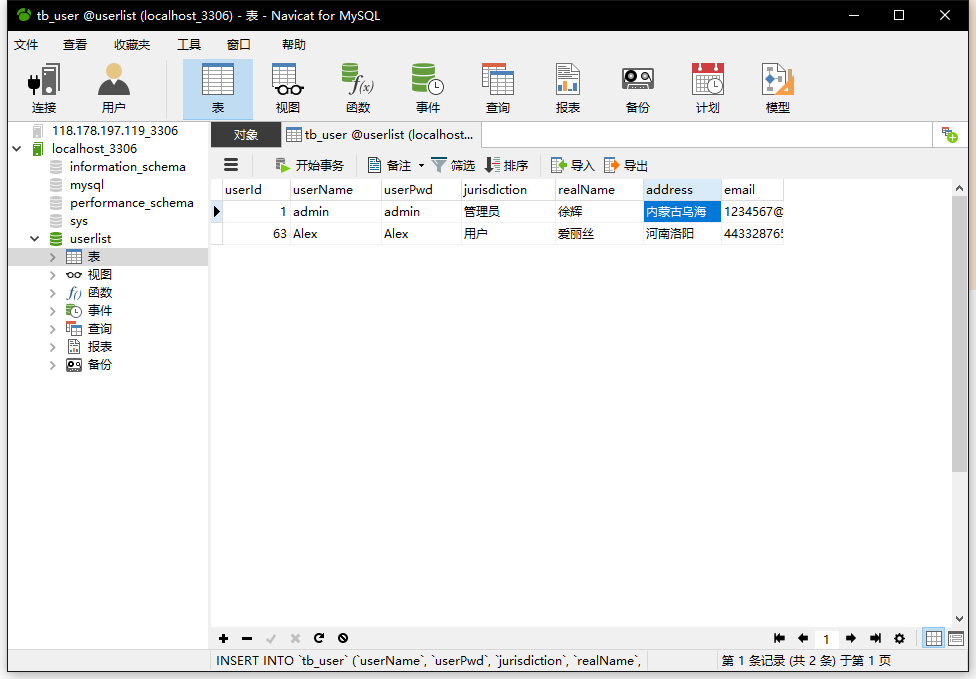 tb_user @userlist (localhost_3306) - 表 - Navicat for MySQL
文件 查看 收藏夹 工具 窗口 帮助
连接 用户 表 视图 函数 事件 查询 报表 备份 计划 模型
118.178.197.119_3306
localhost_3306
information_schema
mysql
performance_schema
sys
userlist
表
视图
函数
事件
查询
报表
备份
对象 tb_user @userlist (localhost...
开始事务 备注 筛选 排序 导入 导出
userId userName userPwd jurisdiction realName address email
1 admin admin 管理员 徐辉 内蒙古乌海 1234567@
63 Alex Alex 用户 爱丽丝 河南洛阳 44332876
1
INSERT INTO `tb_user` (`userName`, `userPwd`, `jurisdiction`, `realName`,
第 1 条记录 (共 2 条) 于第 1 页